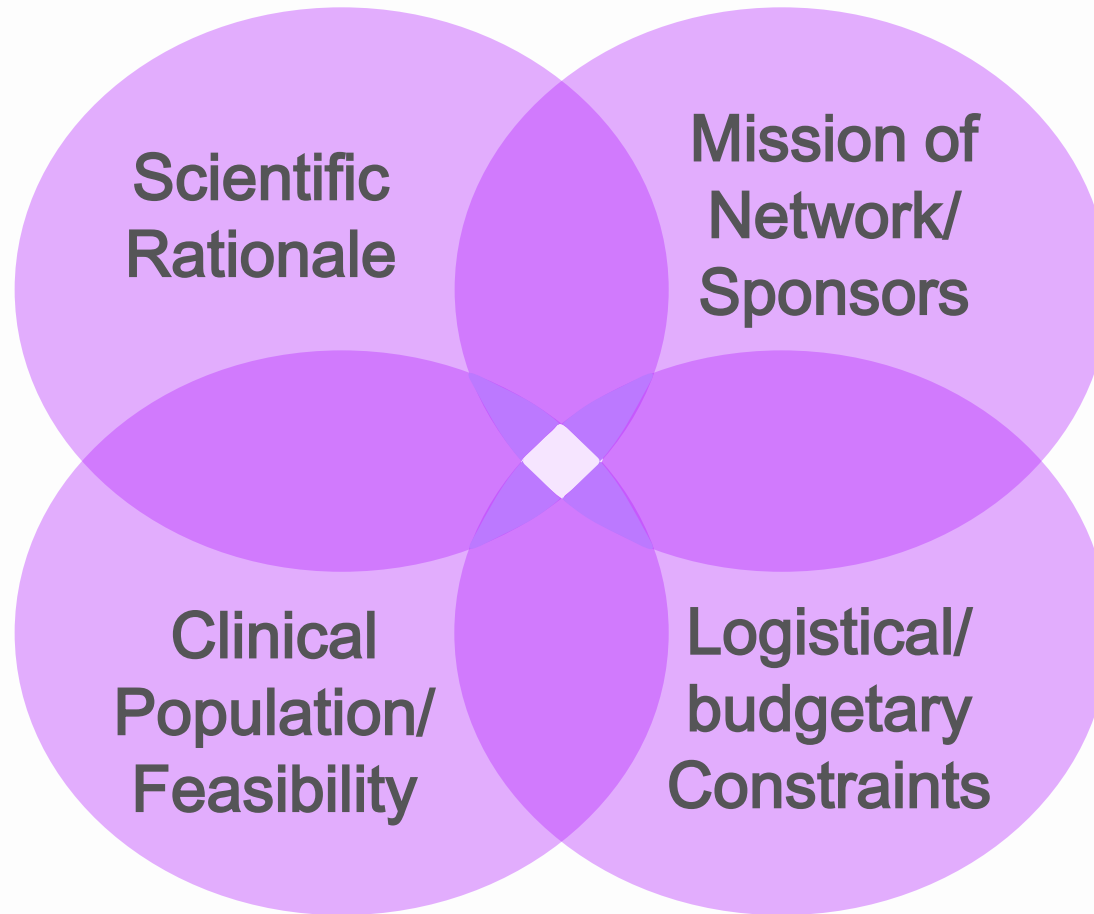 Scientific
Rationale
Mission of
Network/
Sponsors
Clinical
Population/
Feasibility
Logistical/
budgetary
Constraints